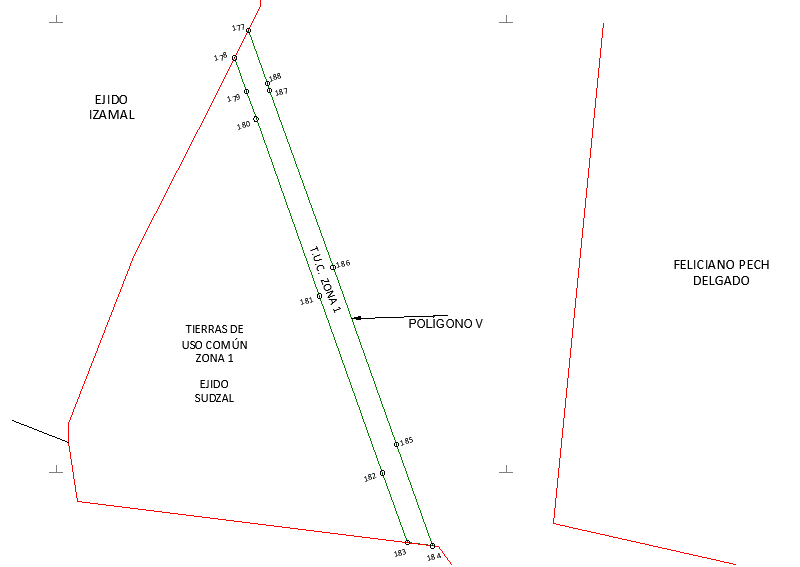 177
178
188
187
179
180
EJIDO
IZAMAL
T.U.C. ZONA 1
186
181
FELICIANO PECH
DELGADO
POLÍGONO V
TIERRAS DE
USO COMÚN
ZONA 1
EJIDO
SUDZAL
185
182
183
184